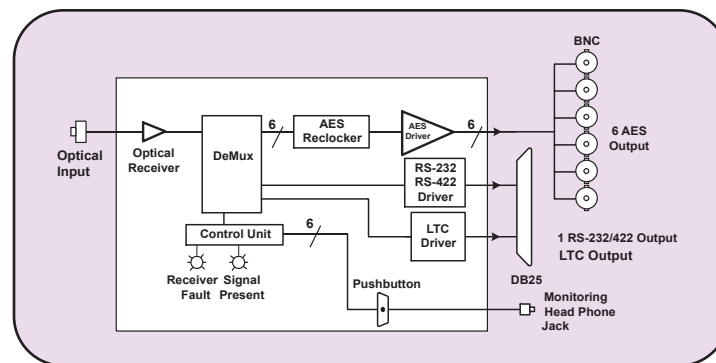 BNC
6
AES
Reclocker
AES
Driver
6
6 AES
Output
Optical
Input
Optical
Receiver
DeMux
RS-232
RS-422
Driver
Control Unit
6
LTC
Driver
1 RS-232/422 Output
LTC Output
Receiver
Fault
Signal
Present
Pushbutton
DB25
Monitoring
Head Phone
Jack